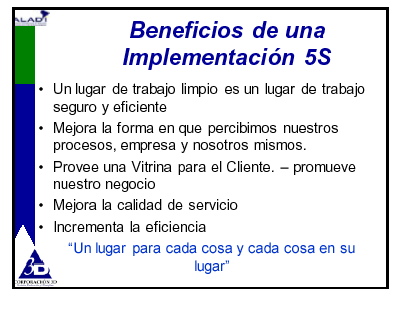 ALADI
Beneficios de una
Implementación 5S
• Un lugar de trabajo limpio es un lugar de trabajo
seguro y eficiente
• Mejora la forma en que percibimos nuestros
procesos, empresa y nosotros mismos.
• Provee una Vitrina para el Cliente. – promueve
nuestro negocio
• Mejora la calidad de servicio
• Incrementa la eficiencia
“Un lugar para cada cosa y cada cosa en su
lugar”
3D
CORPORACION 3D